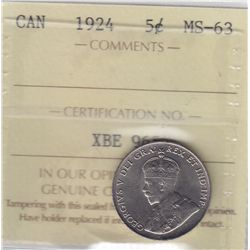 CAN 1924 5¢ MS-63
COMMENTS
CERTIFICATION NO.
XBE
IN OUR OPI
GENUINE
Tampering with this sealed
Have holder replaced if
GEORGIVS V DEI GRA: REX ET IND:IMP: